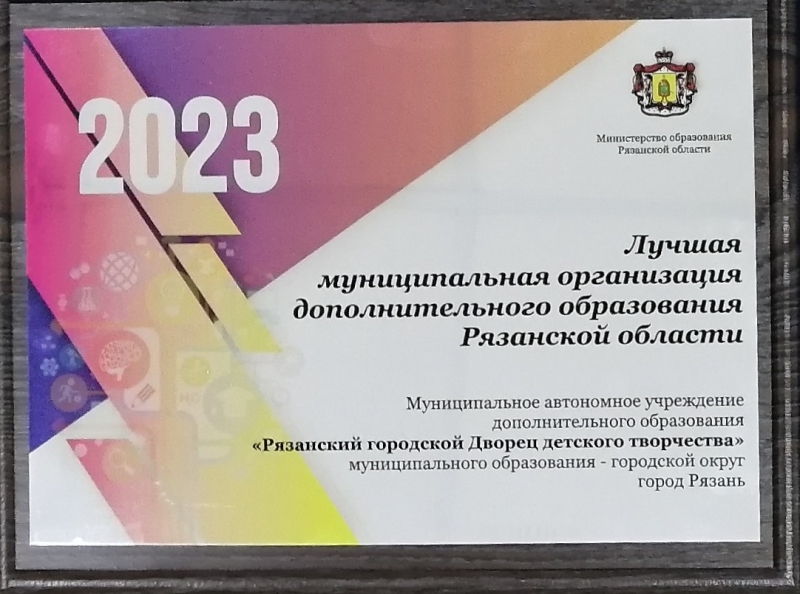 2023
Министерство образования
Рязанской области
Лучшая
муниципальная организация
дополнительного образования
Рязанской области
Муниципальное автономное учреждение
дополнительного образования
«Рязанский городской Дворец детского творчества»
муниципального образования - городской округ
город Рязань